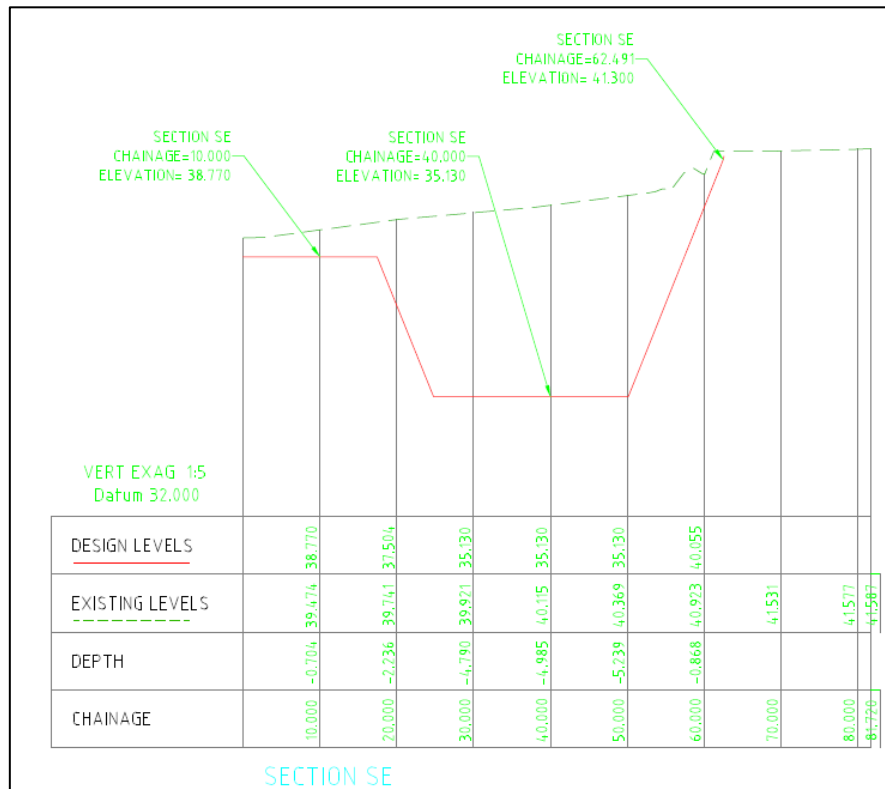 SECTION SE
CHAINAGE=62.491
ELEVATION= 41.300
SECTION SE
CHAINAGE=10.000
ELEVATION= 38.770
SECTION SE
CHAINAGE=40.000
ELEVATION= 35.130
VERT EXAG 1:5
Datum 32.000
DESIGN LEVELS 38.770 37.504 35.130 35.130 35.130 40.055
EXISTING LEVELS 39.474 39.741 39.921 40.115 40.369 40.923 41.531 41.577 41.587
DEPTH -0.704 -2.236 -4.790 -4.985 -5.239 -0.868
CHAINAGE 10.000 20.000 30.000 40.000 50.000 60.000 70.000 80.000 81.720
SECTION SE